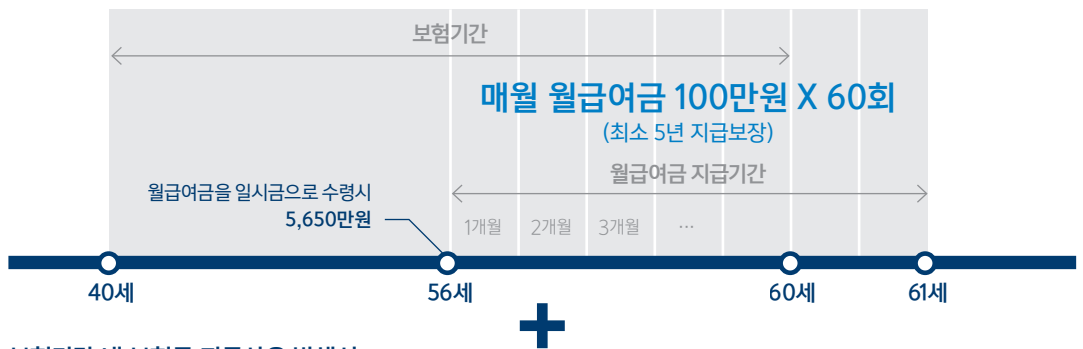 보험기간
매월 월급여금 100만원 X 60회
(최소 5년 지급보장)
월급여금 지급기간
월급여금을 일시금으로 수령시
5,650만원
1개월 2개월 3개월 …
40세 56세 60세 61세
+